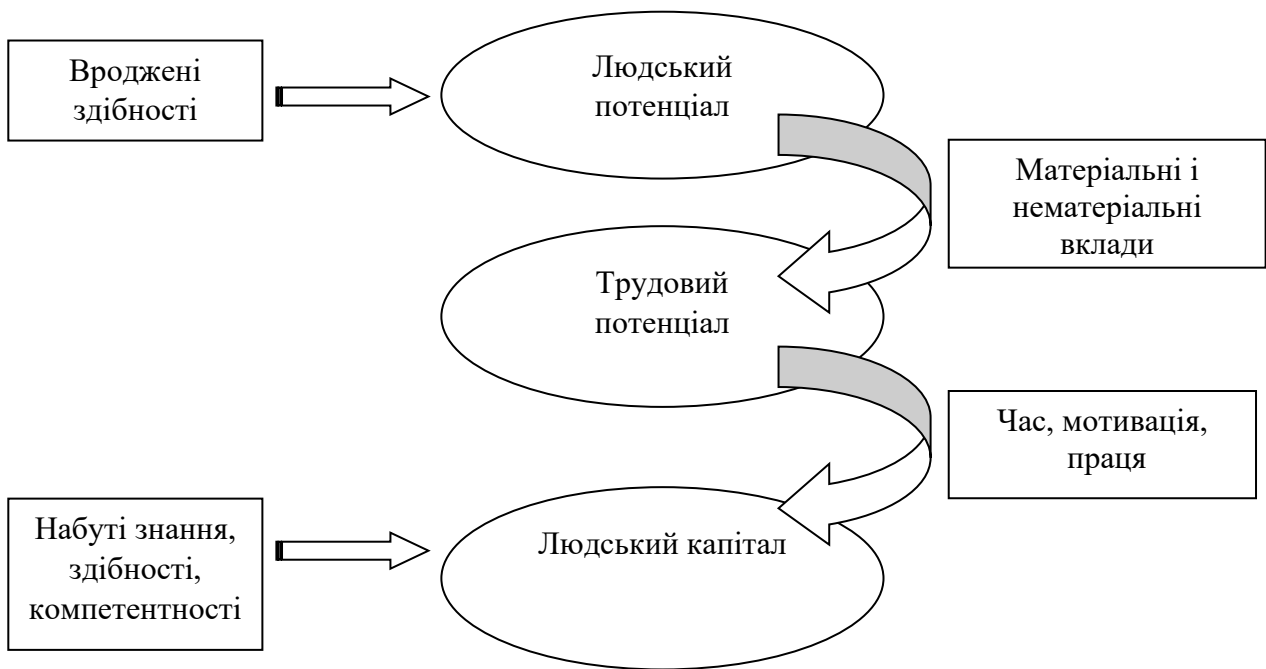 Вроджені
здібності
Людський
потенціал
Матеріальні і
нематеріальні
вклади
Трудовий
потенціал
Час, мотивація,
праця
Набуті знання,
здібності,
компетентності
Людський капітал